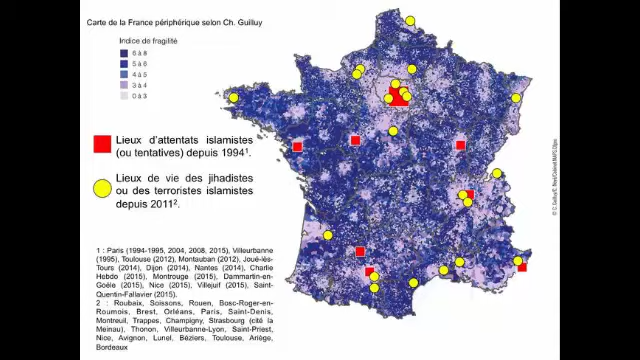 Carte de la France périphérique selon Ch. Guilluy
Indice de fragilité
6 à 8
5 à 6
4 à 5
3 à 4
0 à 3
Lieux d'attentats islamistes
(ou tentatives) depuis 1994¹.
Lieux de vie des jihadistes
ou des terroristes islamistes
depuis 2011².
1 : Paris (1994-1995, 2004, 2008, 2015), Villeurbanne
(1995), Toulouse (2012), Montauban (2012), Joué-lès-
Tours (2014), Dijon (2014), Nantes (2014), Charlie
Hebdo (2015), Montrouge (2015), Dammartin-en-
Goële (2015), Nice (2015), Villejuif (2015), Saint-
Quentin-Fallavier (2015).
2 : Roubaix, Soissons, Rouen, Bosc-Roger-en-
Roumois, Brest, Orléans, Paris, Saint-Denis,
Montreuil, Trappes, Champigny, Strasbourg (cité la
Meinau), Thonon, Villeurbanne-Lyon, Saint-Priest,
Nice, Avignon, Lunel, Béziers, Toulouse, Ariège,
Bordeaux